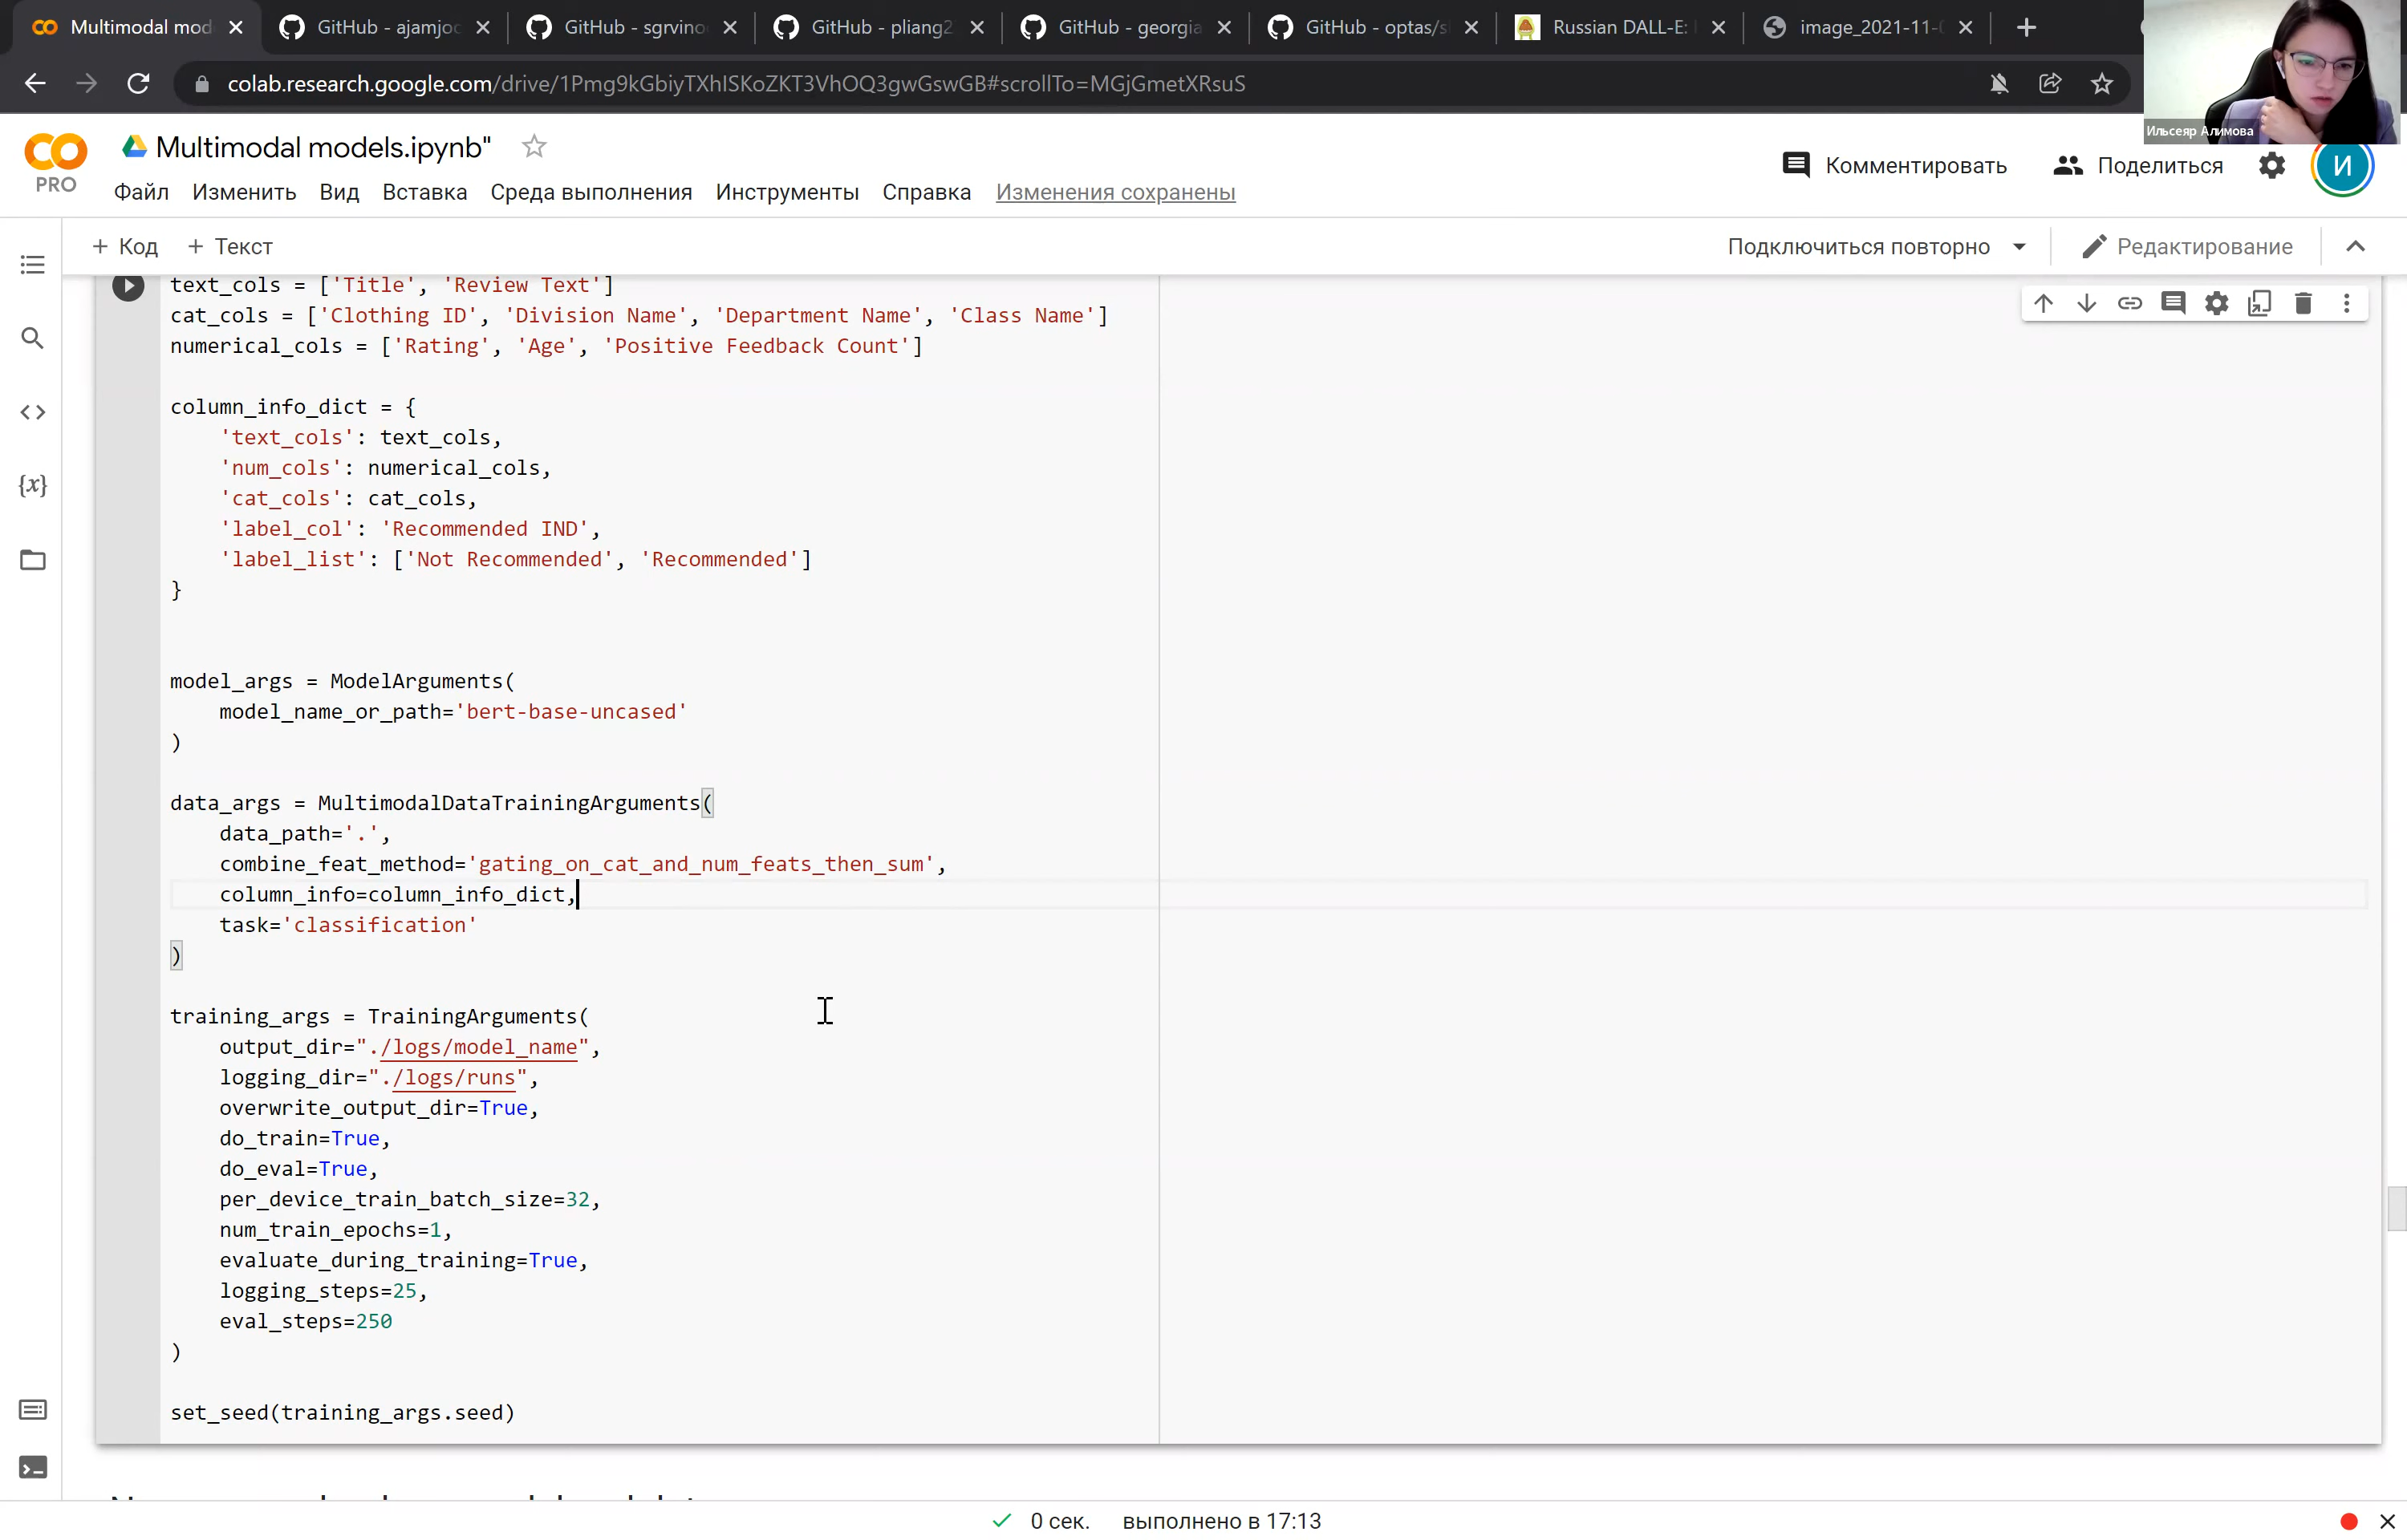 Multimodal mod
GitHub - ajamjoc
GitHub - sgrvino
GitHub - pliang2
GitHub - georgia
GitHub - optas/s
Russian DALL-E:
image_2021-11-0
colab.research.google.com/drive/1Pmg9kGbiyTXhISKoZKT3VhOQ3gwGswGB#scrollTo=MGjGmetXRsuS
Ильсеяр Алимова
PRO
Multimodal models.ipynb"
Файл Изменить Вид Вставка Среда выполнения Инструменты Справка Изменения сохранены
Комментировать
Поделиться
И
+ Код + Текст
Подключиться повторно
Редактирование
text_cols = ['Title', 'Review Text']
cat_cols = ['Clothing ID', 'Division Name', 'Department Name', 'Class Name']
numerical_cols = ['Rating', 'Age', 'Positive Feedback Count']
column_info_dict = {
'text_cols': text_cols,
'num_cols': numerical_cols,
'cat_cols': cat_cols,
'label_col': 'Recommended IND',
'label_list': ['Not Recommended', 'Recommended']
}
model_args = ModelArguments(
model_name_or_path='bert-base-uncased'
)
data_args = MultimodalDataTrainingArguments(
data_path='.',
combine_feat_method='gating_on_cat_and_num_feats_then_sum',
column_info=column_info_dict,
task='classification'
)
training_args = TrainingArguments(
output_dir="./logs/model_name",
logging_dir="./logs/runs",
overwrite_output_dir=True,
do_train=True,
do_eval=True,
per_device_train_batch_size=32,
num_train_epochs=1,
evaluate_during_training=True,
logging_steps=25,
eval_steps=250
)
set_seed(training_args.seed)
0 сек. выполнено в 17:13